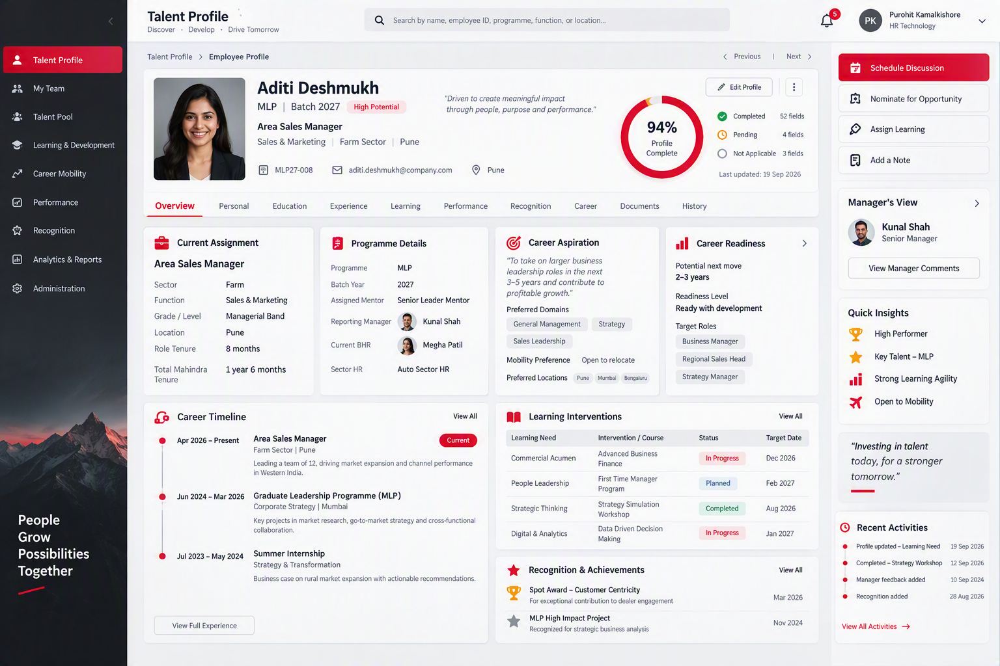 Talent Profile
Discover · Develop · Drive Tomorrow
Search by name, employee ID, programme, function, or location...
5
PK
Purohit Kamalkishore
HR Technology
Talent Profile
My Team
Talent Pool
Learning & Development
Career Mobility
Performance
Recognition
Analytics & Reports
Administration
People
Grow
Possibilities
Together
Talent Profile > Employee Profile
< Previous | Next >
Aditi Deshmukh
MLP | Batch 2027 High Potential
Area Sales Manager
Sales & Marketing | Farm Sector | Pune
MLP27-008 aditi.deshmukh@company.com Pune
"Driven to create meaningful impact
through people, purpose and performance."
94%
Profile
Complete
Edit Profile
Completed 52 fields
Pending 4 fields
Not Applicable 3 fields
Last updated: 19 Sep 2026
Overview Personal Education Experience Learning Performance Recognition Career Documents History
Current Assignment
Area Sales Manager
Sector Farm
Function Sales & Marketing
Grade / Level Managerial Band
Location Pune
Role Tenure 8 months
Total Mahindra 1 year 6 months
Tenure
Programme Details
Programme MLP
Batch Year 2027
Assigned Mentor Senior Leader Mentor
Reporting Manager Kunal Shah
Current BHR Megha Patil
Sector HR Auto Sector HR
Career Aspiration
"To take on larger business
leadership roles in the next
3–5 years and contribute to
profitable growth."
Preferred Domains
General Management Strategy
Sales Leadership
Mobility Preference Open to relocate
Preferred Locations Pune Mumbai Bengaluru
Career Readiness
Potential next move
2–3 years
Readiness Level
Ready with development
Target Roles
Business Manager
Regional Sales Head
Strategy Manager
Career Timeline View All
Apr 2026 – Present Area Sales Manager Current
Farm Sector | Pune
Leading a team of 12, driving market expansion and channel performance
in Western India.
Jun 2024 – Mar 2026 Graduate Leadership Programme (MLP)
Corporate Strategy | Mumbai
Key projects in market research, go-to-market strategy and cross-functional
collaboration.
Jul 2023 – May 2024 Summer Internship
Strategy & Transformation
Business case on rural market expansion with actionable recommendations.
View Full Experience
Learning Interventions View All
Learning Need Intervention / Course Status Target Date
Commercial Acumen Advanced Business In Progress Dec 2026
Finance
People Leadership First Time Manager Planned Feb 2027
Program
Strategic Thinking Strategy Simulation Completed Aug 2026
Workshop
Digital & Analytics Data Driven Decision In Progress Jan 2027
Making
Recognition & Achievements View All
Spot Award – Customer Centricity Mar 2026
For exceptional contribution to dealer engagement
MLP High Impact Project Nov 2024
Recognized for strategic business analysis
Schedule Discussion
Nominate for Opportunity
Assign Learning
Add a Note
Manager's View
Kunal Shah
Senior Manager
View Manager Comments
Quick Insights
High Performer
Key Talent – MLP
Strong Learning Agility
Open to Mobility
"Investing in talent
today, for a stronger
tomorrow."
Recent Activities
Profile updated – Learning Need 19 Sep 2026
Completed – Strategy Workshop 12 Sep 2026
Manager feedback added 10 Sep 2024
Recognition added 28 Aug 2026
View All Activities →